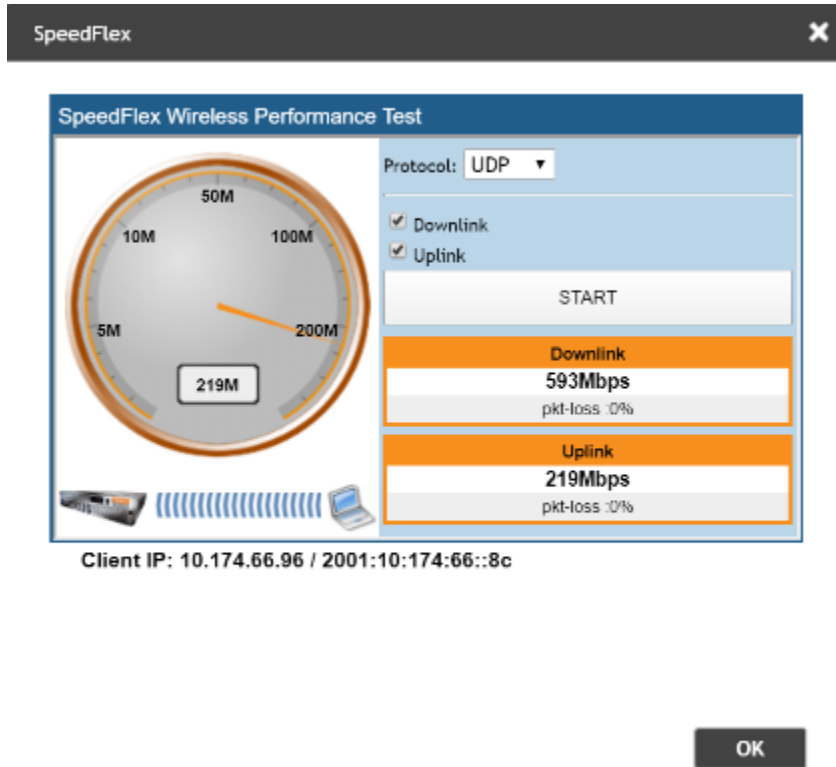 SpeedFlex
SpeedFlex Wireless Performance Test
50M
10M
100M
5M
200M
219M
Protocol: UDP
Downlink
Uplink
START
Downlink
593Mbps
pkt-loss :0%
Uplink
219Mbps
pkt-loss :0%
Client IP: 10.174.66.96 / 2001:10:174:66::8c
OK